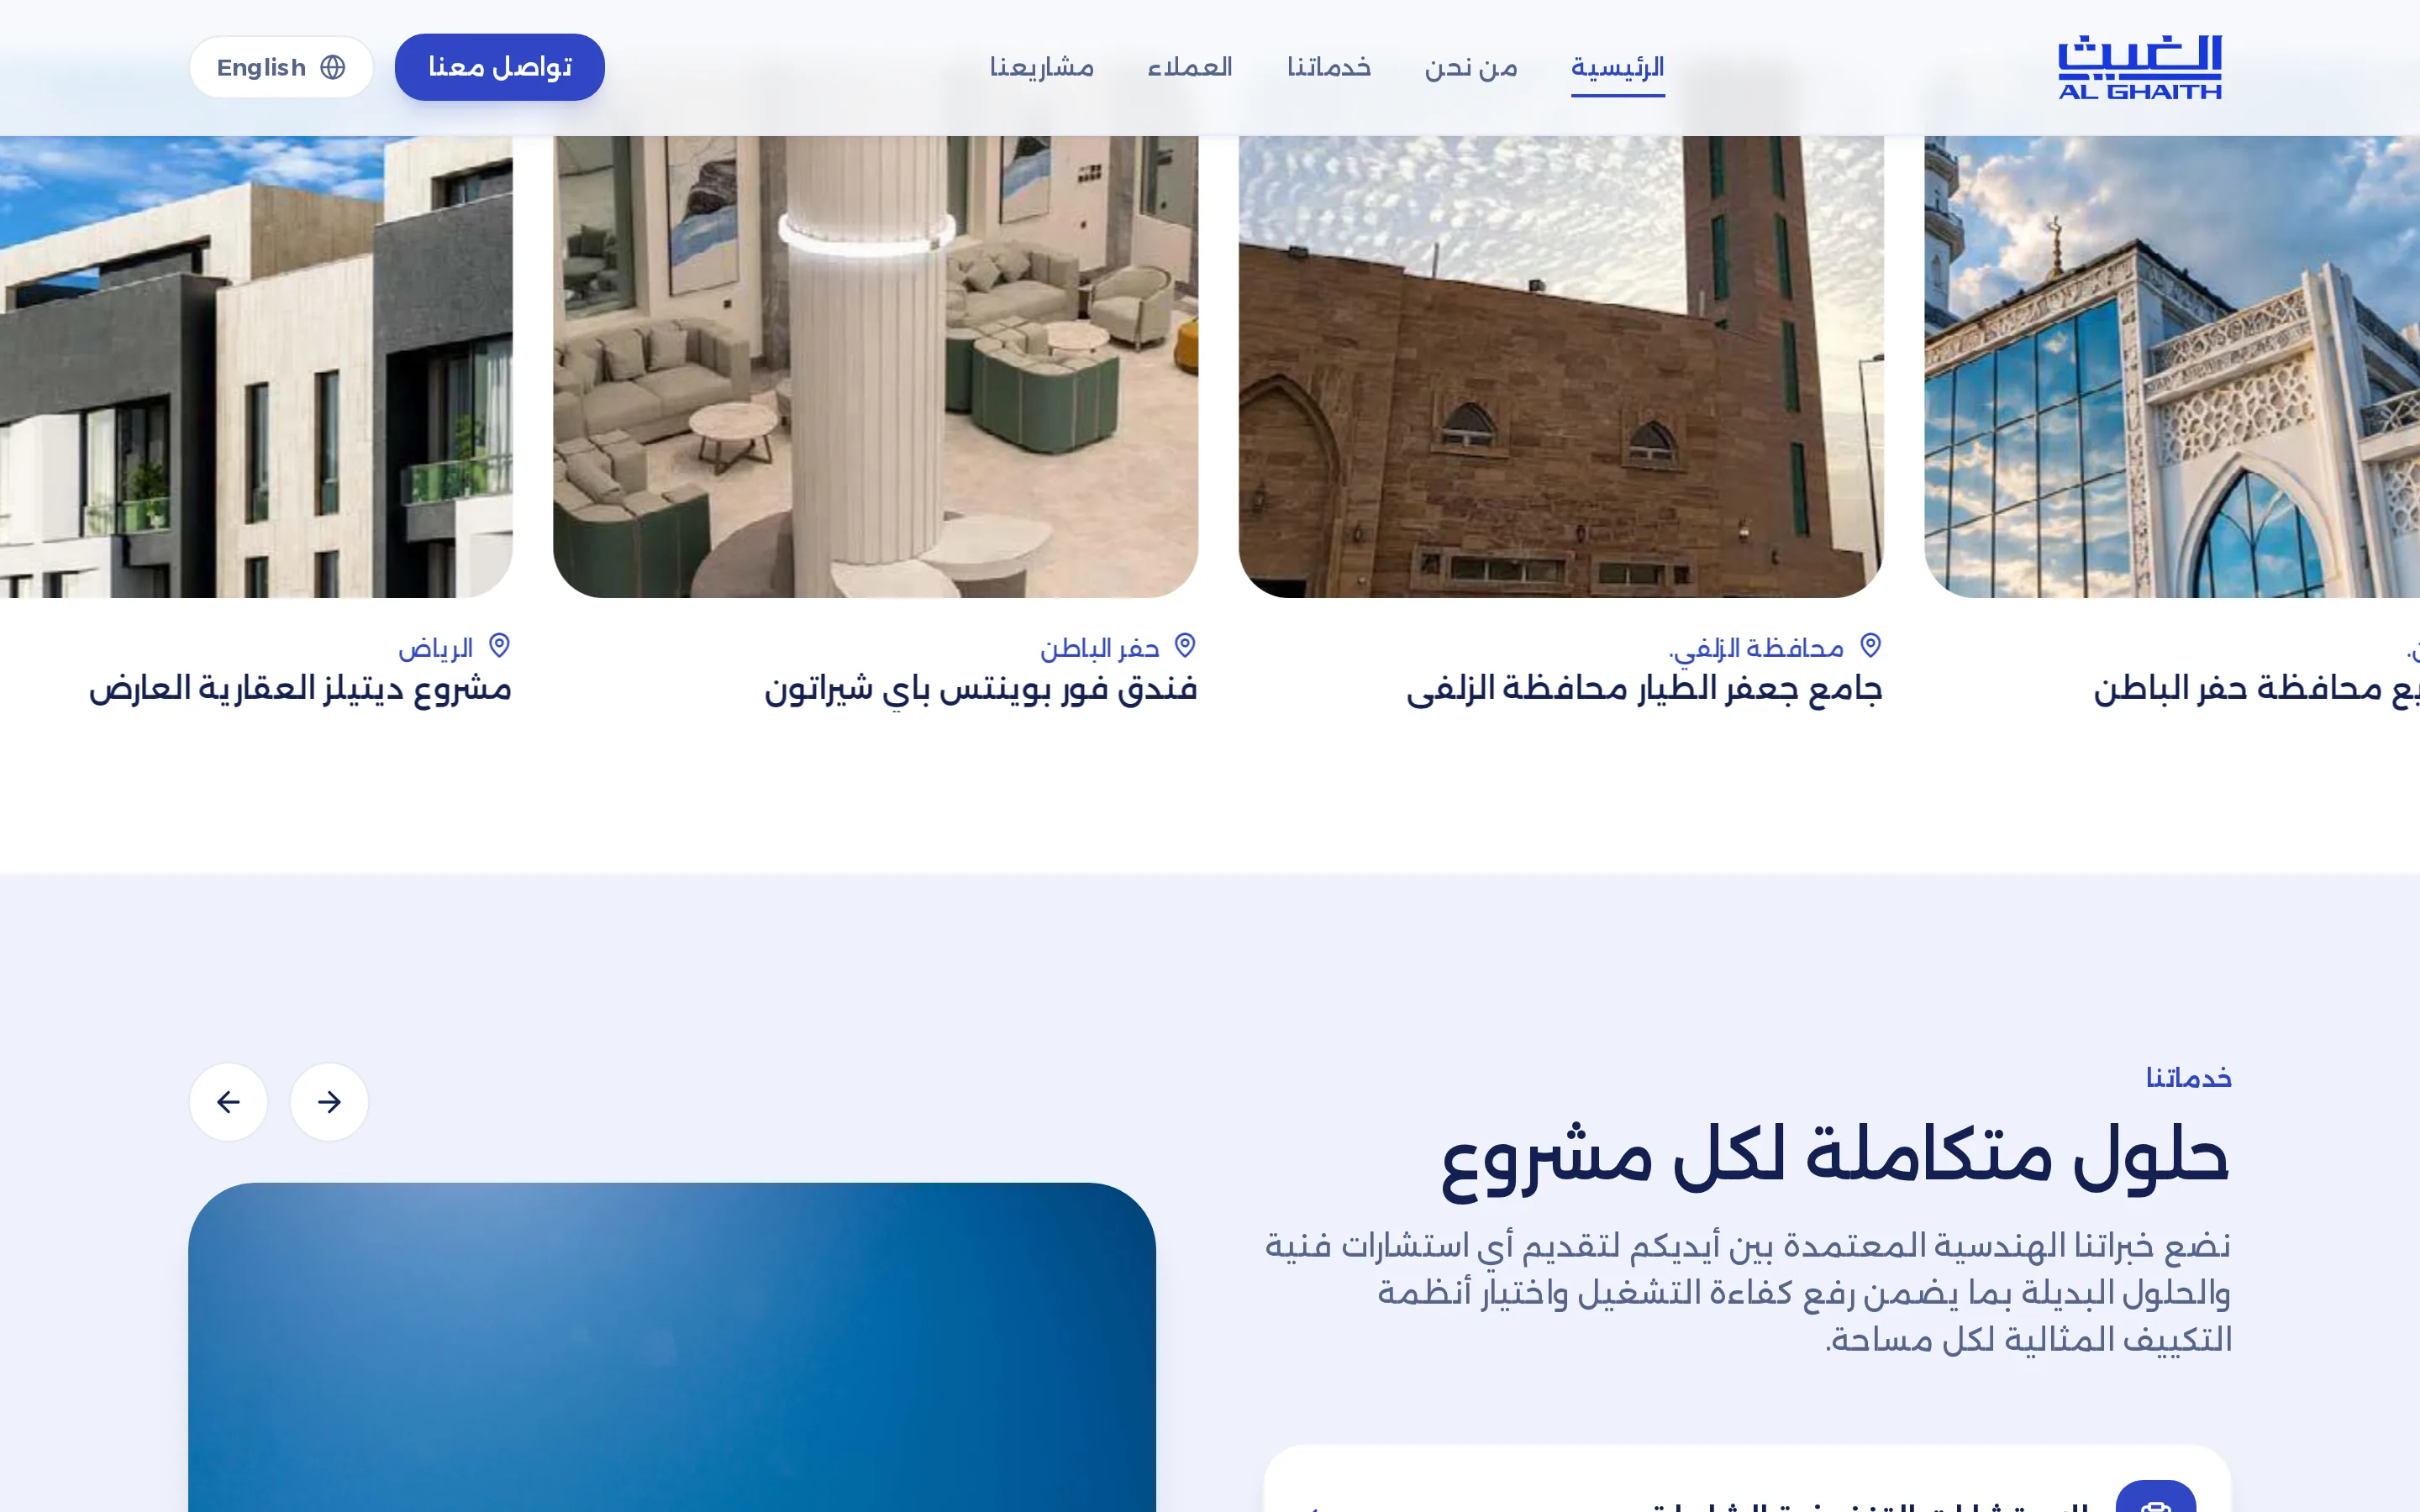 الغيث
AL GHAITH
الرئيسية
من نحن
خدماتنا
العملاء
مشاريعنا
تواصل معنا
English
محافظة حفر الباطن
محافظة الزلفي.
جامع جعفر الطيار محافظة الزلفى
حفر الباطن
فندق فور بوينتس باي شيراتون
الرياض
مشروع ديتيلز العقارية العارض
خدماتنا
حلول متكاملة لكل مشروع
نضع خبراتنا الهندسية المعتمدة بين أيديكم لتقديم أي استشارات فنية
والحلول البديلة بما يضمن رفع كفاءة التشغيل واختيار أنظمة
التكييف المثالية لكل مساحة.